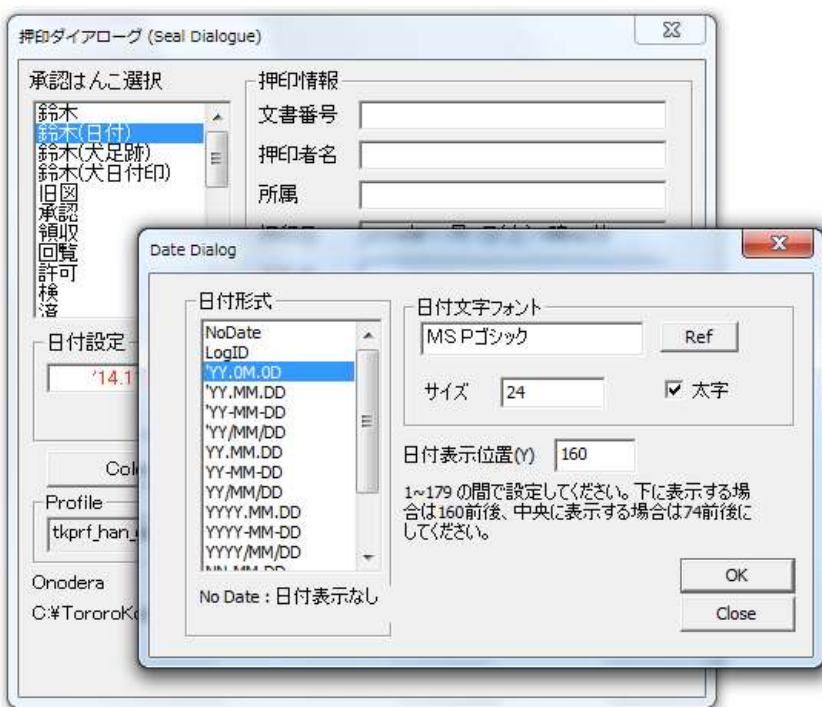 押印ダイアローグ (Seal Dialogue)
承認はんこ選択
鈴木
鈴木(日付)
鈴木(犬足跡)
鈴木(犬日付印)
旧図
承認
領収
回覧
許可
検
済
押印情報
文書番号
押印者名
所属
日付設定
'14.1
Profile
Onodera
Date Dialog
日付形式
NoDate
LogID
'YY.0M.0D
'YY.MM.DD
'YY-MM-DD
'YY/MM/DD
YY.MM.DD
YY-MM-DD
YY/MM/DD
YYYY.MM.DD
YYYY-MM-DD
YYYY/MM/DD
No Date : 日付表示なし
日付文字フォント
MS Pゴシック
Ref
サイズ
24
太字
日付表示位置(Y)
160
1~179 の間で設定してください。下に表示する場
合は160前後、中央に表示する場合は74前後に
してください。
OK
Close